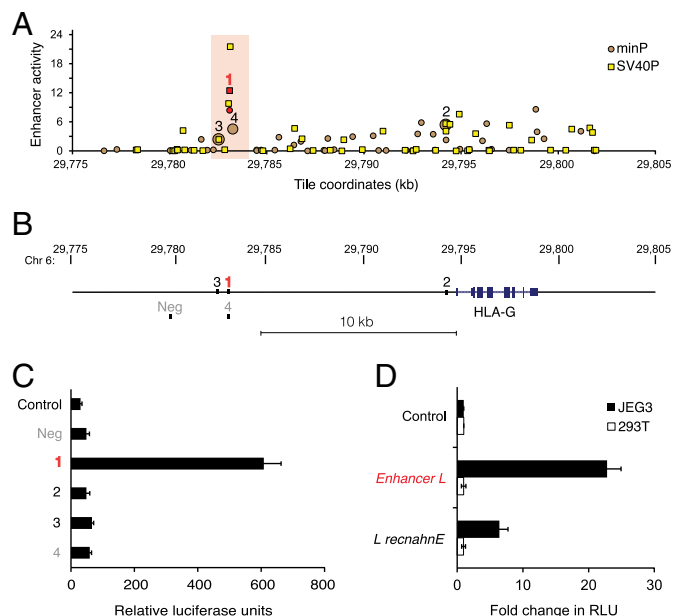 A
Enhancer activity
24
20
16
12
8
4
0
1
3
4
2
minP
SV40P
29,775 29,780 29,785 29,790 29,795 29,800 29,805
Tile coordinates (kb)
B
29,775 29,780 29,785 29,790 29,795 29,800 29,805
Chr 6:
3 1 2
Neg 4
HLA-G
10 kb
C
Control
Neg
1
2
3
4
0 200 400 600 800
Relative luciferase units
D
JEG3
293T
Control
Enhancer L
L recnahnE
0 10 20 30
Fold change in RLU